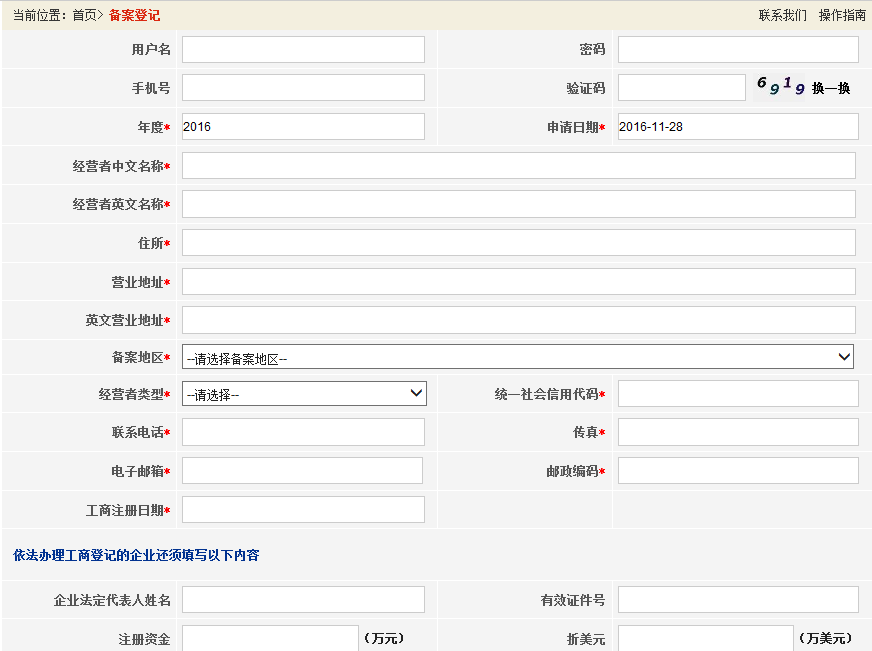 当前位置：首页> 备案登记 联系我们 操作指南
用户名 密码
手机号 验证码 6919 换一换
年度* 2016 申请日期* 2016-11-28
经营者中文名称*
经营者英文名称*
住所*
营业地址*
英文营业地址*
备案地区* --请选择备案地区--
经营者类型* --请选择-- 统一社会信用代码*
联系电话* 传真*
电子邮箱* 邮政编码*
工商注册日期*
依法办理工商登记的企业还须填写以下内容
企业法定代表人姓名 有效证件号
注册资金 (万元) 折美元 (万美元)